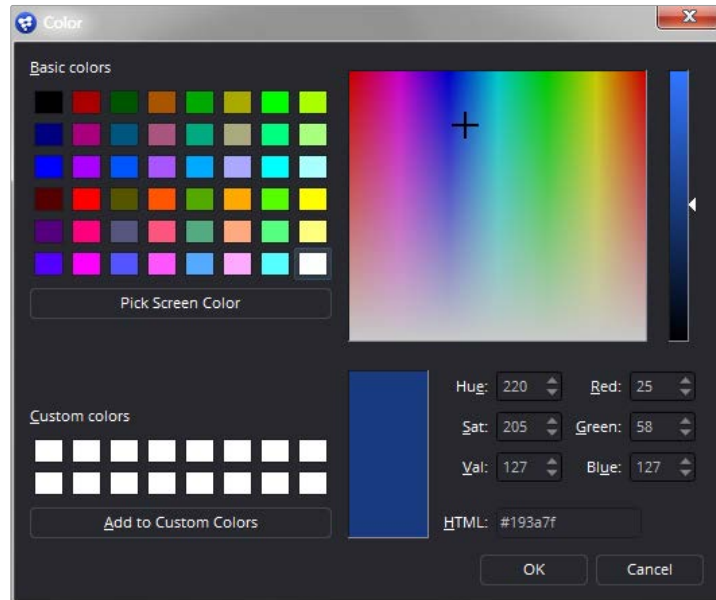 Color
Basic colors
Pick Screen Color
Custom colors
Add to Custom Colors
Hue: 220 Red: 25
Sat: 205 Green: 58
Val: 127 Blue: 127
HTML: #193a7f
OK Cancel